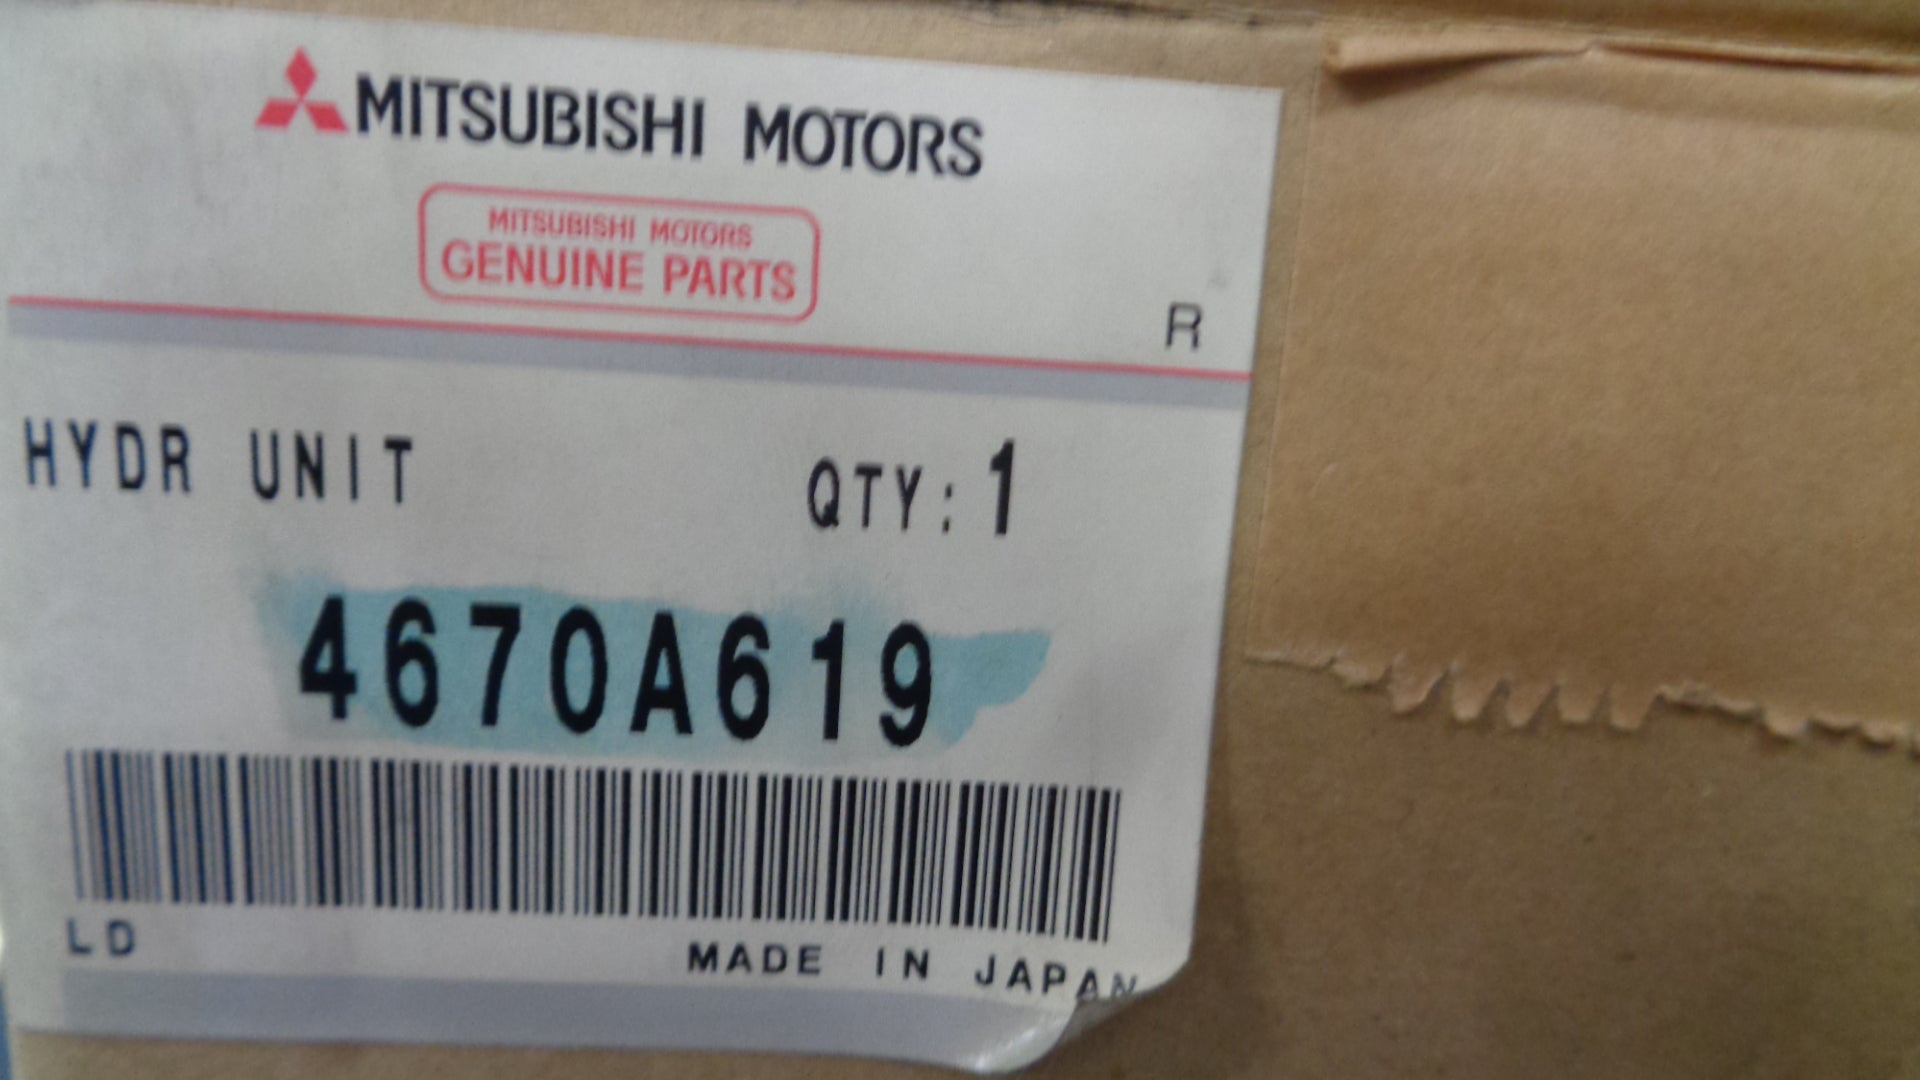 MITSUBISHI MOTORS
MITSUBISHI MOTORS
GENUINE PARTS
R
HYDR UNIT QTY: 1
4670A619
LD MADE IN JAPAN